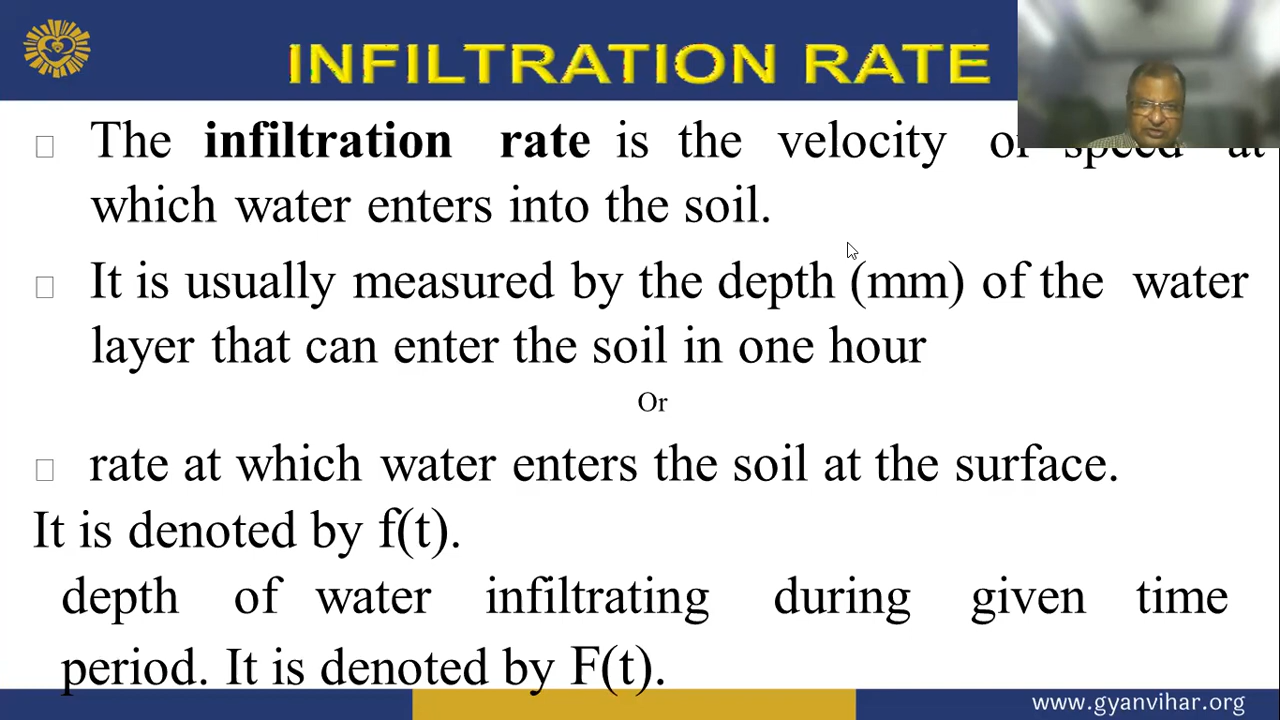 INFILTRATION RATE
The infiltration rate is the velocity or speed at
which water enters into the soil.
It is usually measured by the depth (mm) of the water
layer that can enter the soil in one hour
Or
rate at which water enters the soil at the surface.
It is denoted by f(t).
depth of water infiltrating during given time
period. It is denoted by F(t).
www.gyanvihar.org